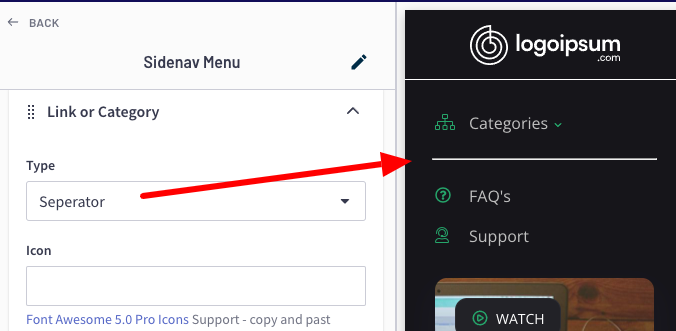 BACK
Sidenav Menu
Link or Category
Type
Seperator
Icon
Font Awesome 5.0 Pro Icons Support - copy and past
logoipsum
.com
Categories
FAQ's
Support
WATCH